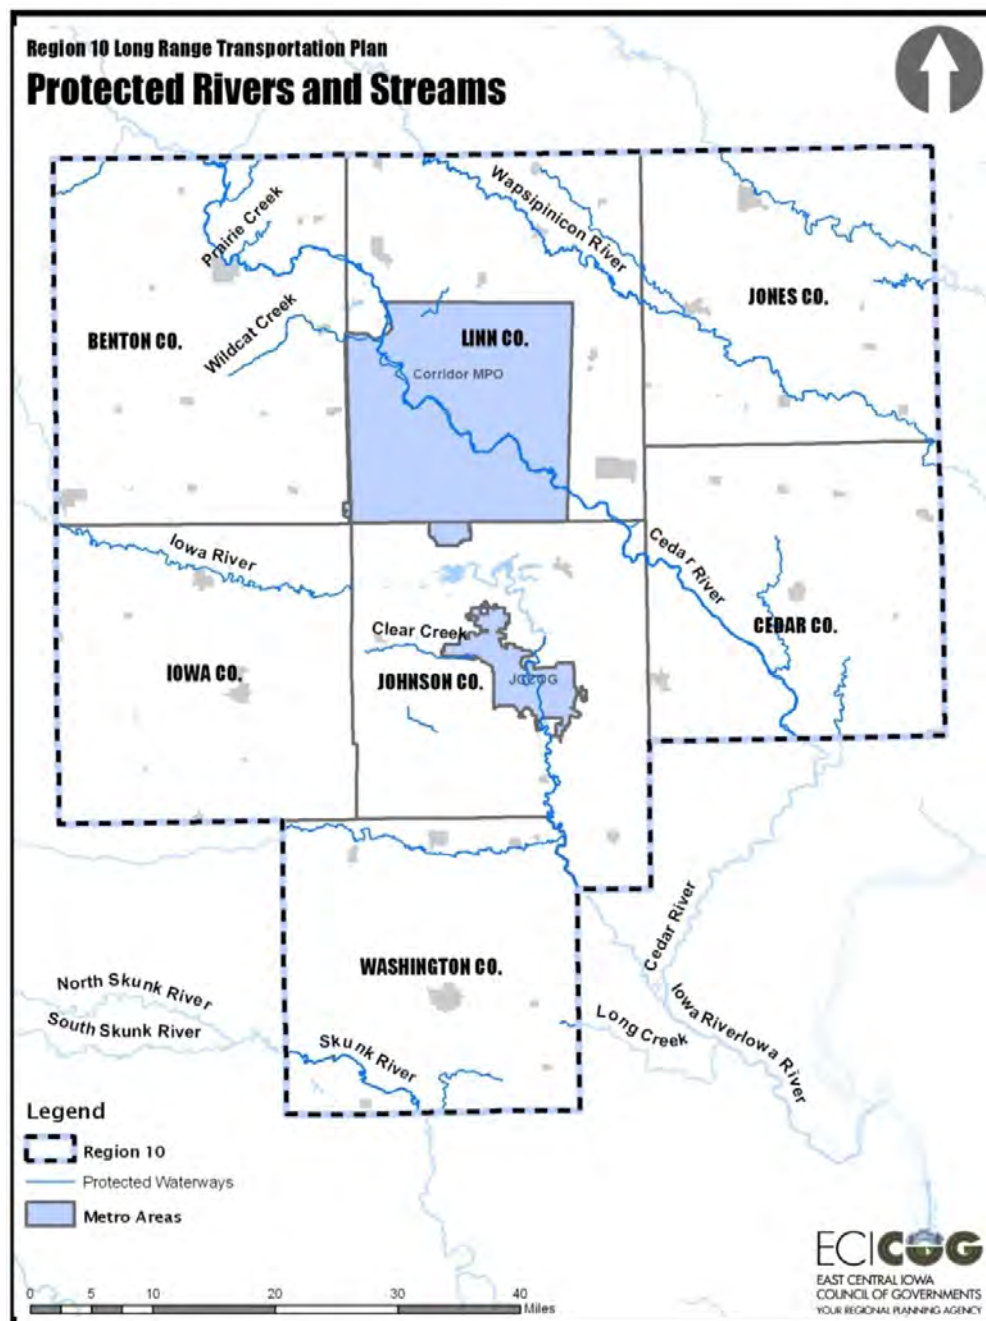 Region 10 Long Range Transportation Plan
Protected Rivers and Streams
Prairie Creek
Wapsipinicon River
JONES CO.
BENTON CO.
Wildcat Creek
LINN CO.
Corridor MPO
Iowa River
Cedar River
Clear Creek
CEDAR CO.
IOWA CO.
JOHNSON CO.
JCCOG
WASHINGTON CO.
Cedar River
North Skunk River
South Skunk River
Skunk River
Long Creek
Iowa RiverIowa River
Legend
Region 10
Protected Waterways
Metro Areas
0 5 10 20 30 40 Miles
ECICOG
EAST CENTRAL IOWA
COUNCIL OF GOVERNMENTS
YOUR REGIONAL PLANNING AGENCY